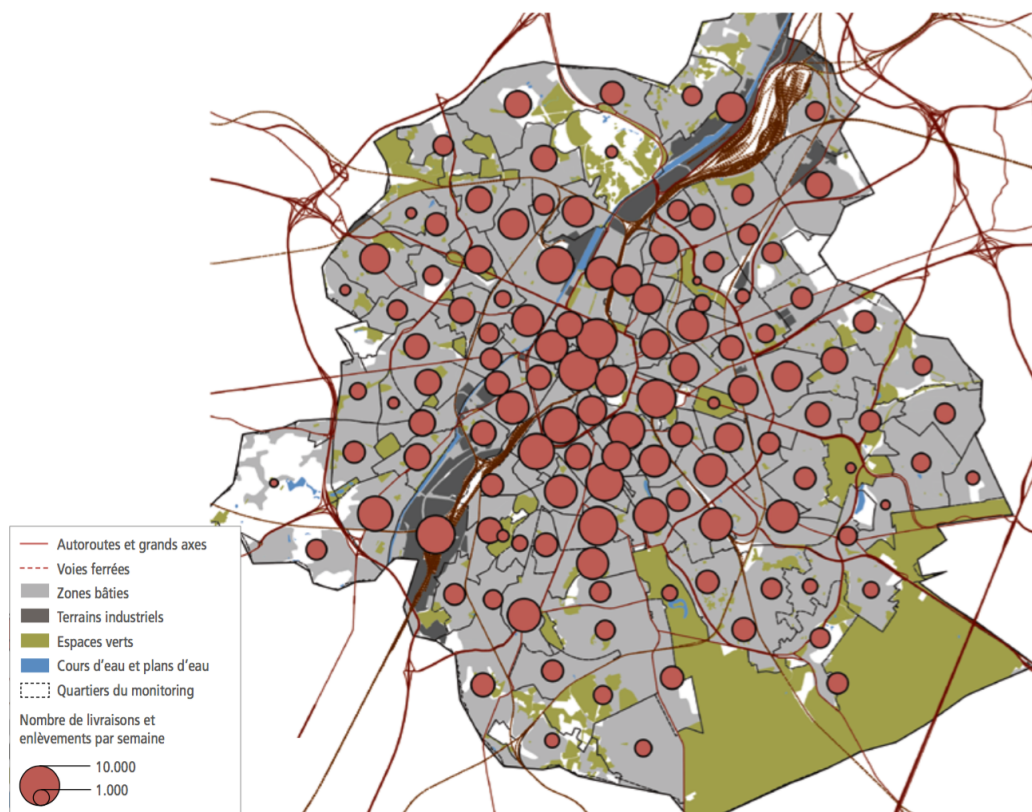 Autoroutes et grands axes
Voies ferrées
Zones bâties
Terrains industriels
Espaces verts
Cours d'eau et plans d'eau
Quartiers du monitoring
Nombre de livraisons et
enlèvements par semaine
10.000
1.000